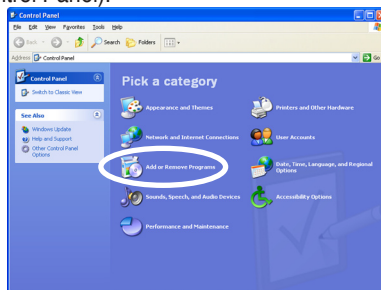 trol Panel).
Control Panel
File Edit View Favorites Tools Help
Back Search Folders
Address Control Panel Go
Control Panel
Switch to Classic View
See Also
Windows Update
Help and Support
Other Control Panel
Options
Pick a category
Appearance and Themes
Printers and Other Hardware
Network and Internet Connections
User Accounts
Add or Remove Programs
Date, Time, Language, and Regional
Options
Sounds, Speech, and Audio Devices
Accessibility Options
Performance and Maintenance